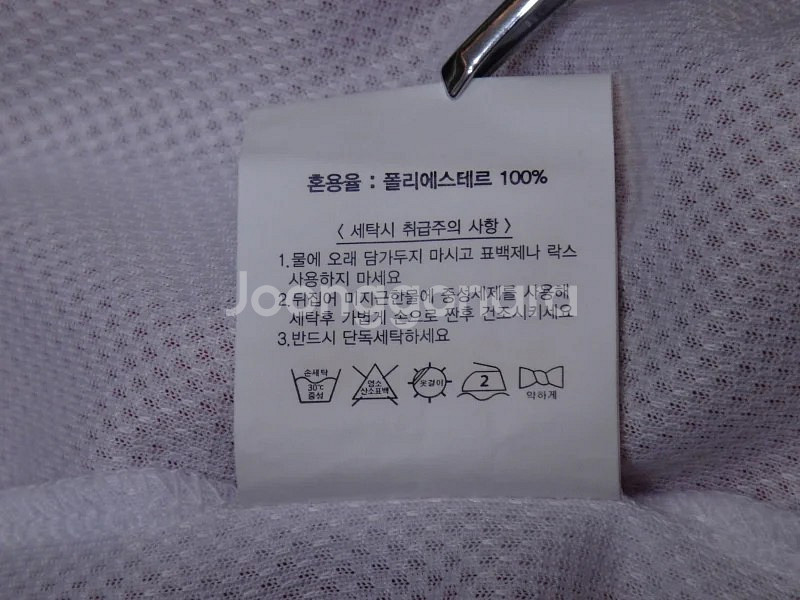 혼용율 : 폴리에스테르 100%
< 세탁시 취급주의 사항 >
1.물에 오래 담가두지 마시고 표백제나 락스
사용하지 마세요
Joonggonara
2.뒤집어 미지근한물에 중성세제를 사용해
세탁후 가볍게 손으로 짠후 건조시키세요
3.반드시 단독세탁하세요
손세탁 30℃ 중성
염소 산소표백
옷걸이
2
약하게